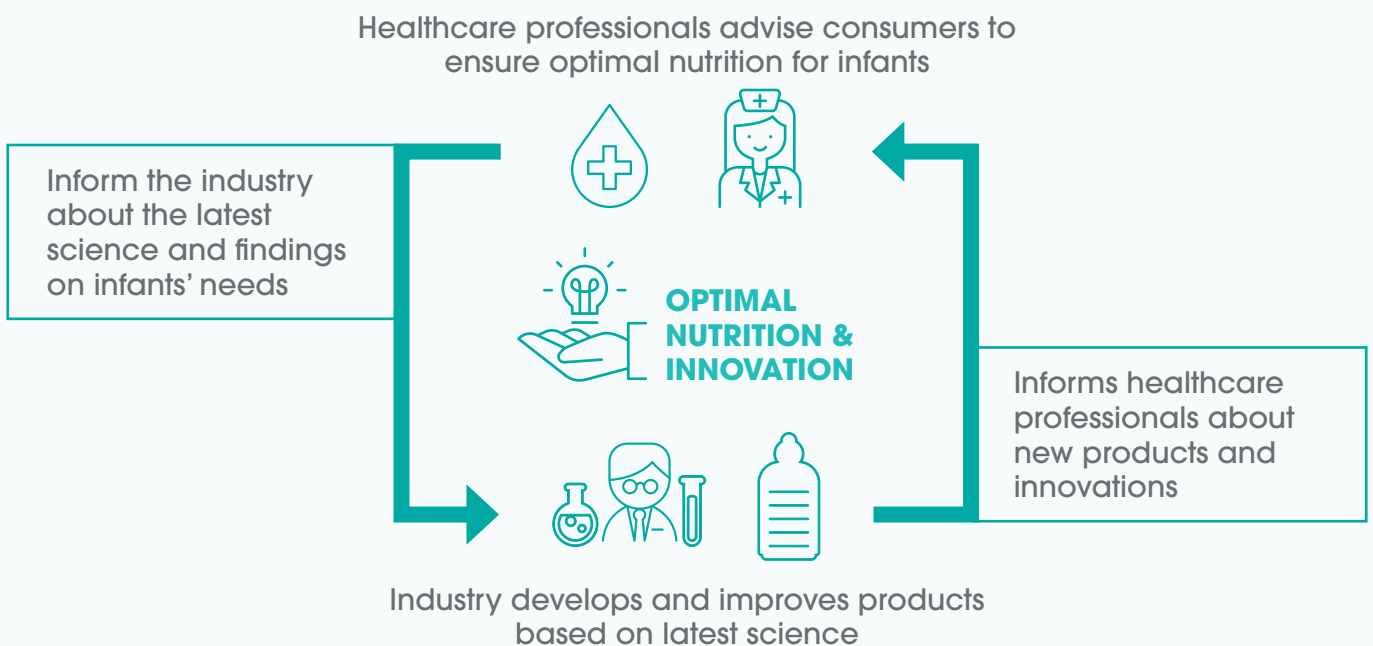 Healthcare professionals advise consumers to
ensure optimal nutrition for infants
Inform the industry
about the latest
science and findings
on infants’ needs
OPTIMAL
NUTRITION &
INNOVATION
Informs healthcare
professionals about
new products and
innovations
Industry develops and improves products
based on latest science